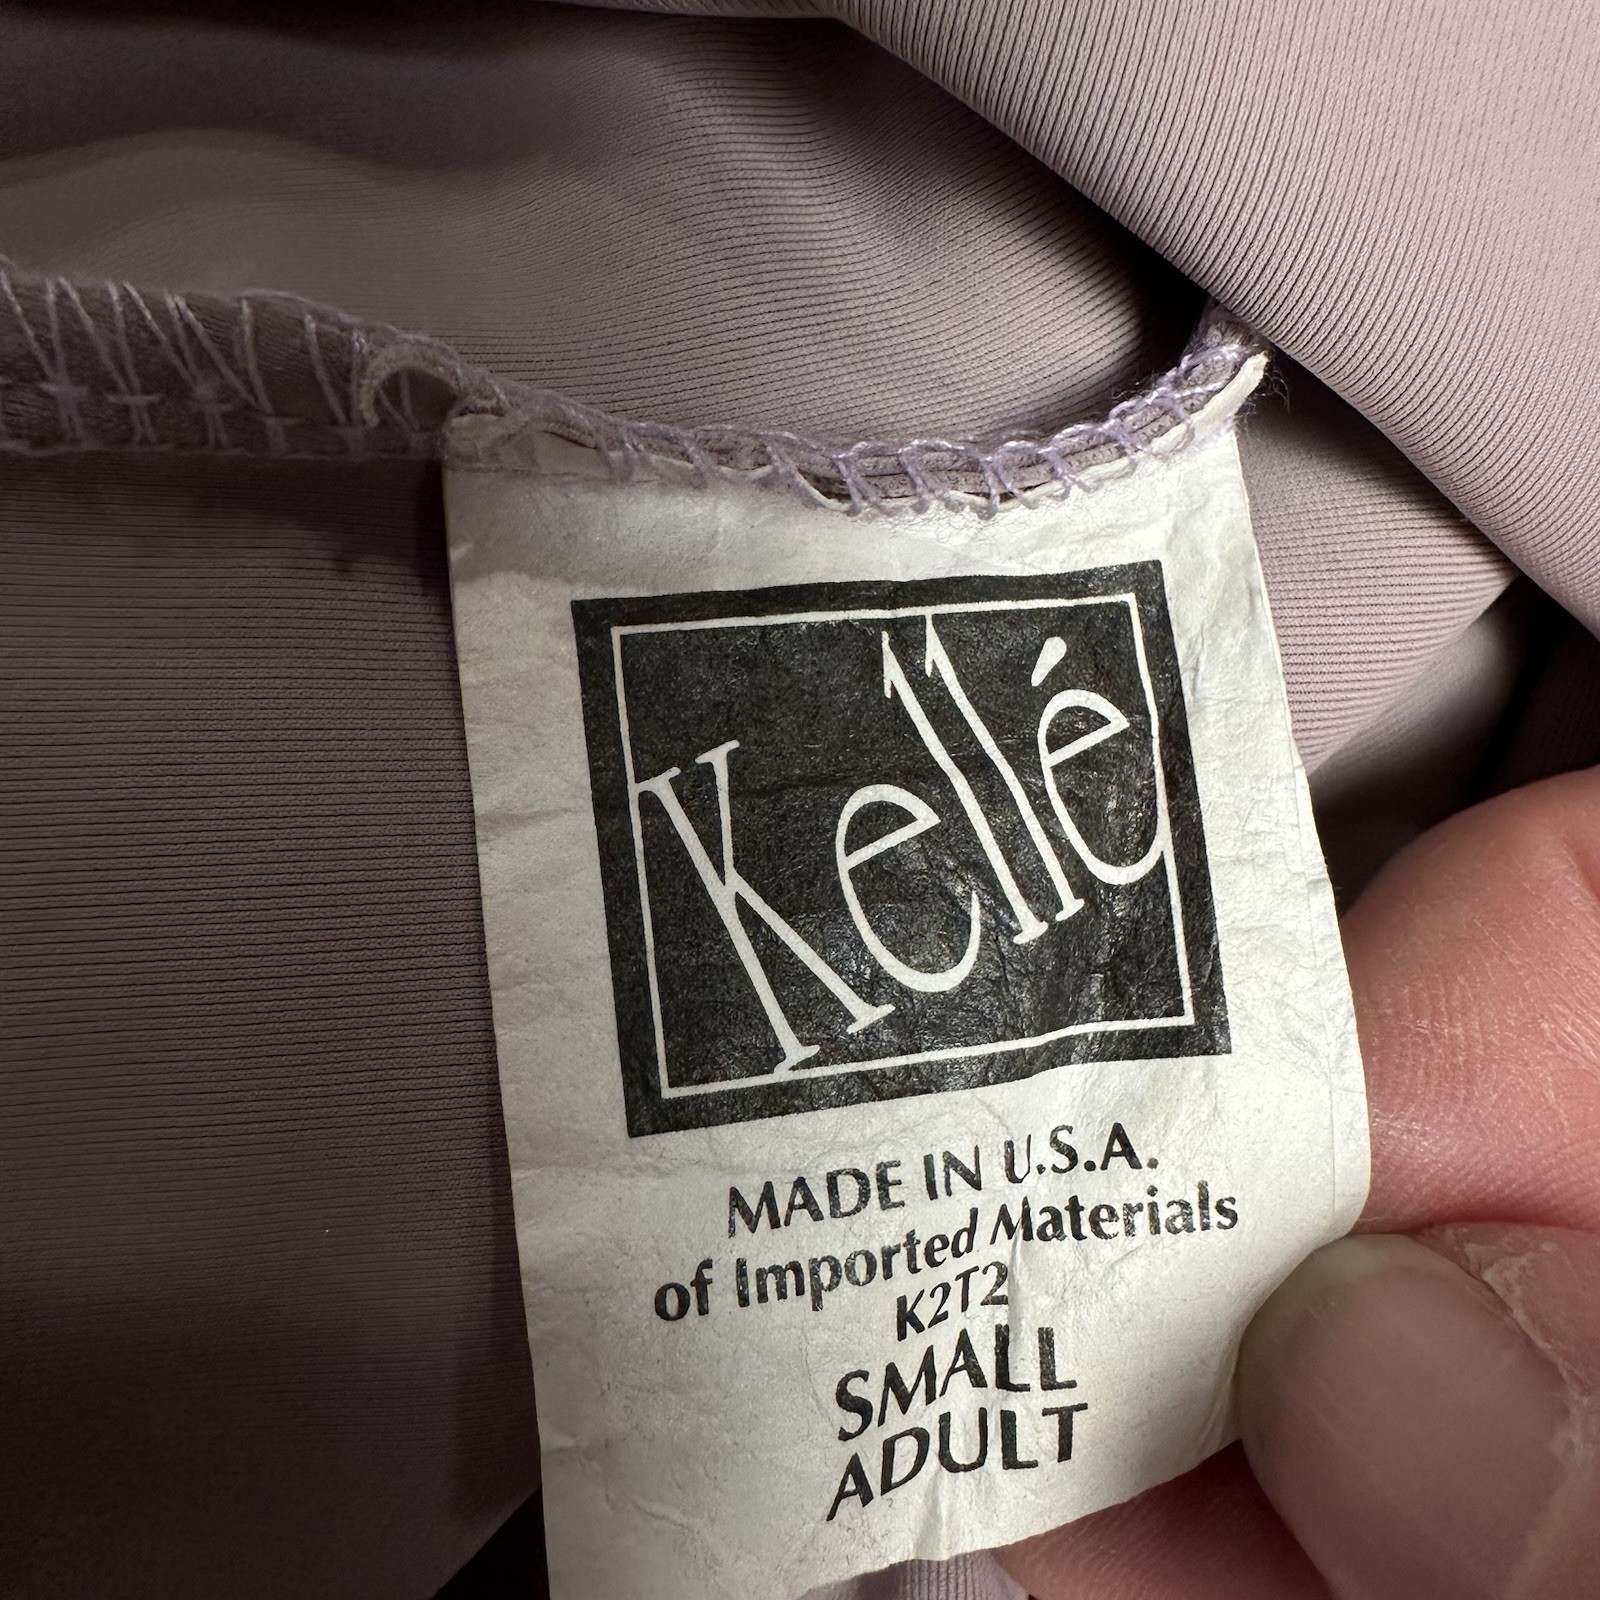 Kellé
MADE IN U.S.A.
of Imported Materials
K2T2
SMALL
ADULT